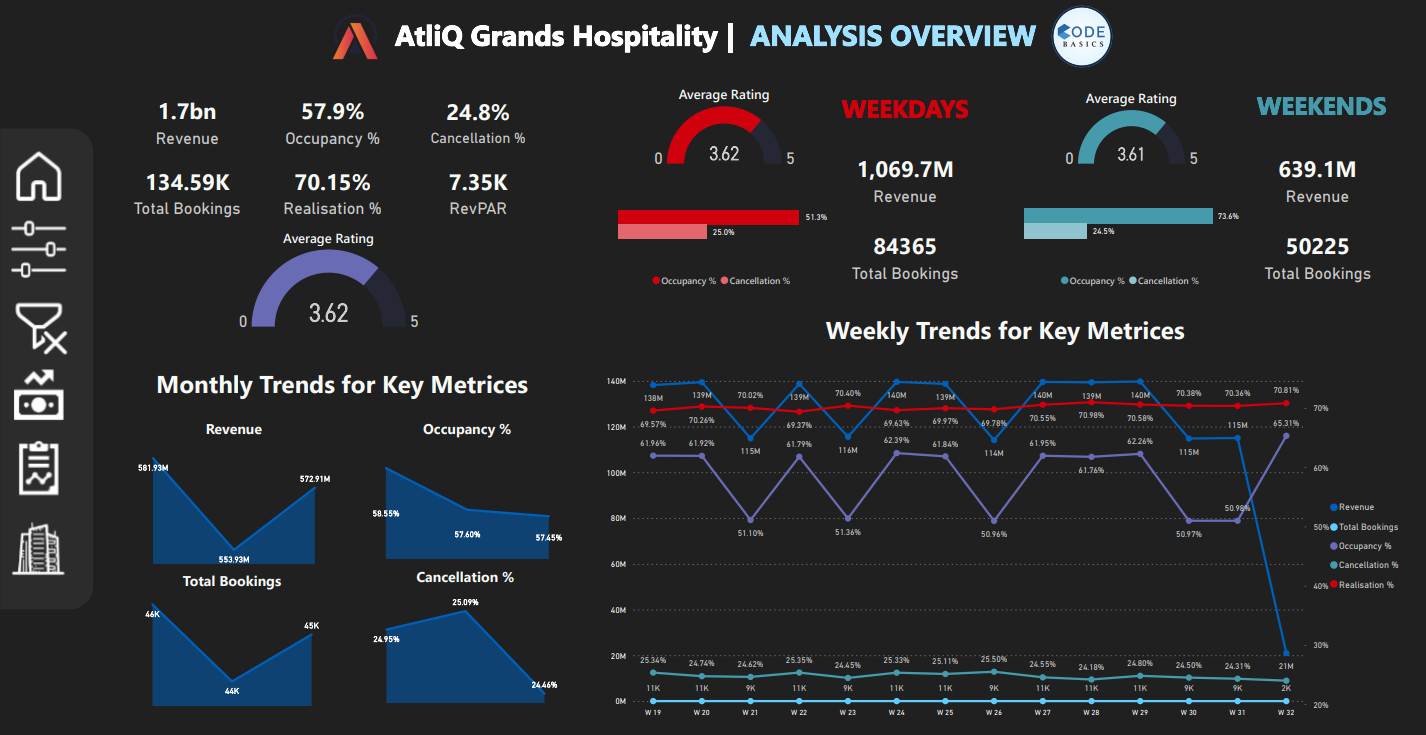 AtliQ Grands Hospitality | ANALYSIS OVERVIEW
CODE
BASICS
1.7bn
Revenue
57.9%
Occupancy %
24.8%
Cancellation %
134.59K
Total Bookings
70.15%
Realisation %
7.35K
RevPAR
Average Rating
0
3.62
5
Average Rating
0
3.62
5
WEEKDAYS
1,069.7M
Revenue
51.3%
25.0%
84365
Total Bookings
Occupancy % Cancellation %
Average Rating
0
3.61
5
WEEKENDS
639.1M
Revenue
73.6%
24.5%
50225
Total Bookings
Occupancy % Cancellation %
Monthly Trends for Key Metrices
Revenue
581.93M
553.93M
572.91M
Occupancy %
58.55%
57.60%
57.45%
Total Bookings
46K
44K
45K
Cancellation %
24.95%
25.09%
24.46%
Weekly Trends for Key Metrices
140M
120M
100M
80M
60M
40M
20M
0M
138M 139M 115M 139M 116M 140M 139M 114M 140M 139M 140M 115M 115M 21M
69.57% 70.26% 70.02% 69.37% 70.40% 69.63% 69.97% 69.78% 70.55% 70.98% 70.58% 70.38% 70.36% 70.81%
61.96% 61.92% 51.10% 61.79% 51.36% 62.39% 61.84% 50.96% 61.95% 61.76% 62.26% 50.97% 50.98% 65.31%
25.34% 24.74% 24.62% 25.35% 24.45% 25.33% 25.11% 25.50% 24.55% 24.18% 24.80% 24.50% 24.31%
11K 11K 9K 11K 9K 11K 11K 9K 11K 11K 11K 9K 9K 2K
W 19 W 20 W 21 W 22 W 23 W 24 W 25 W 26 W 27 W 28 W 29 W 30 W 31 W 32
70%
60%
50%
40%
30%
20%
Revenue
Total Bookings
Occupancy %
Cancellation %
Realisation %